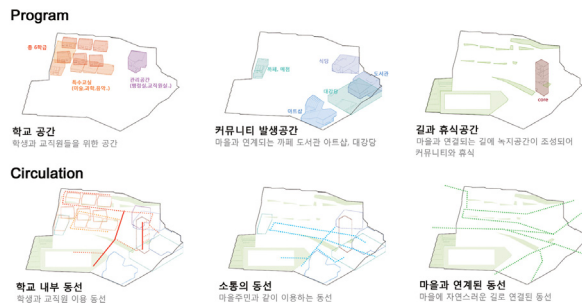 Program
총 4학급
특수교실
(미술,과학,음악..)
관리공간
(행정실,교직원실..)
까페, 매점
식당
도서관
대강당
아트샵
core
학교 공간
학생과 교직원들을 위한 공간
커뮤니티 발생공간
마을과 연계되는 까페 도서관 아트샵, 대강당
길과 휴식공간
마을과 연결되는 길에 녹지공간이 조성되어
커뮤니티와 휴식
Circulation
학교 내부 동선
학생과 교직원 이용 동선
소통의 동선
마을주민과 같이 이용하는 동선
마을과 연계된 동선
마을에 자연스러운 길로 연결된 동선